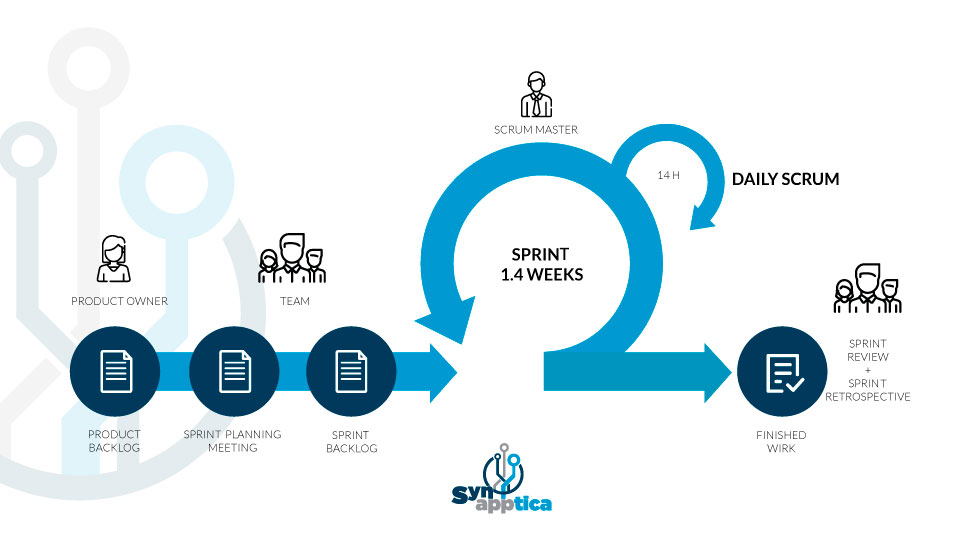 SCRUM MASTER
14 H
DAILY SCRUM
SPRINT
1.4 WEEKS
PRODUCT OWNER
TEAM
PRODUCT
BACKLOG
SPRINT PLANNING
MEETING
SPRINT
BACKLOG
FINISHED
WIRK
SPRINT
REVIEW
+
SPRINT
RETROSPECTIVE
Syn
apptica